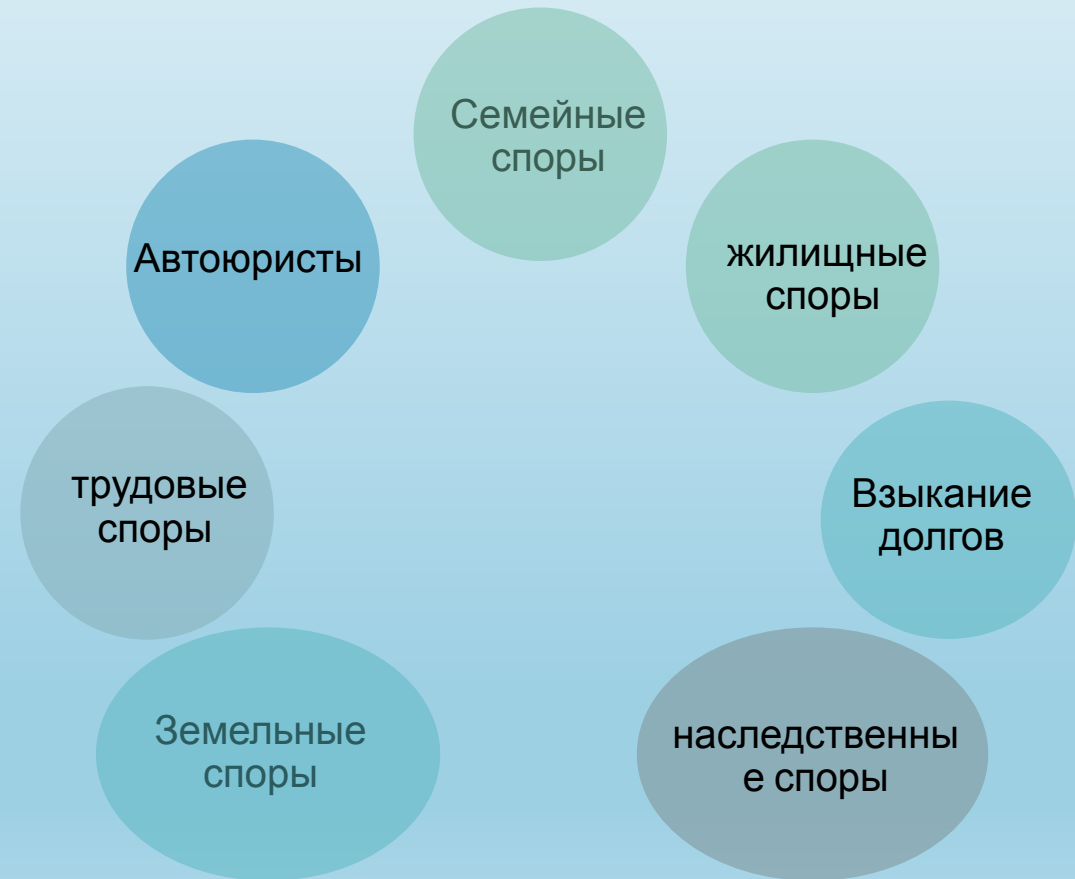 Семейные
споры
Автоюристы
жилищные
споры
трудовые
споры
Взыкание
долгов
Земельные
споры
наследственны
е споры